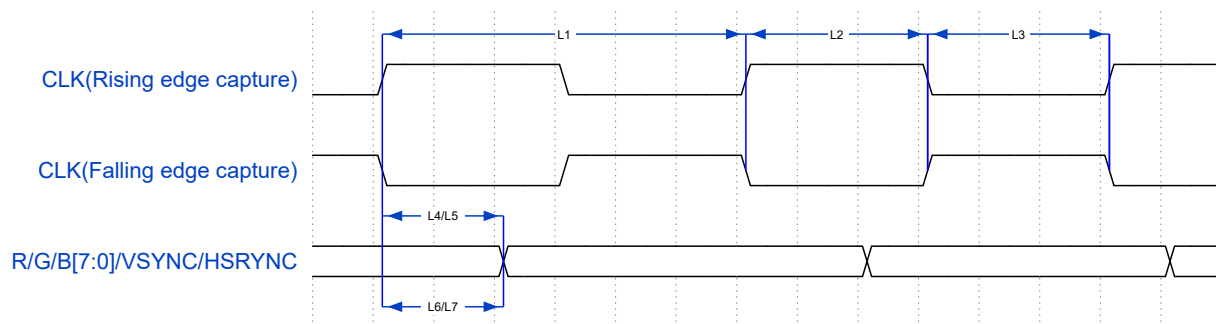 L1
L2
L3
CLK(Rising edge capture)
CLK(Falling edge capture)
L4/L5
R/G/B[7:0]/VSYNC/HSRYNC
L6/L7